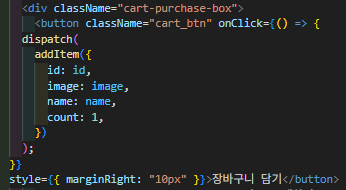 <div className="cart-purchase-box">
<button className="cart_btn" onClick={() => {
dispatch(
addItem({
id: id,
image: image,
name: name,
count: 1,
})
);
}}
style={{ marginRight: "10px" }}>장바구니 담기</button>